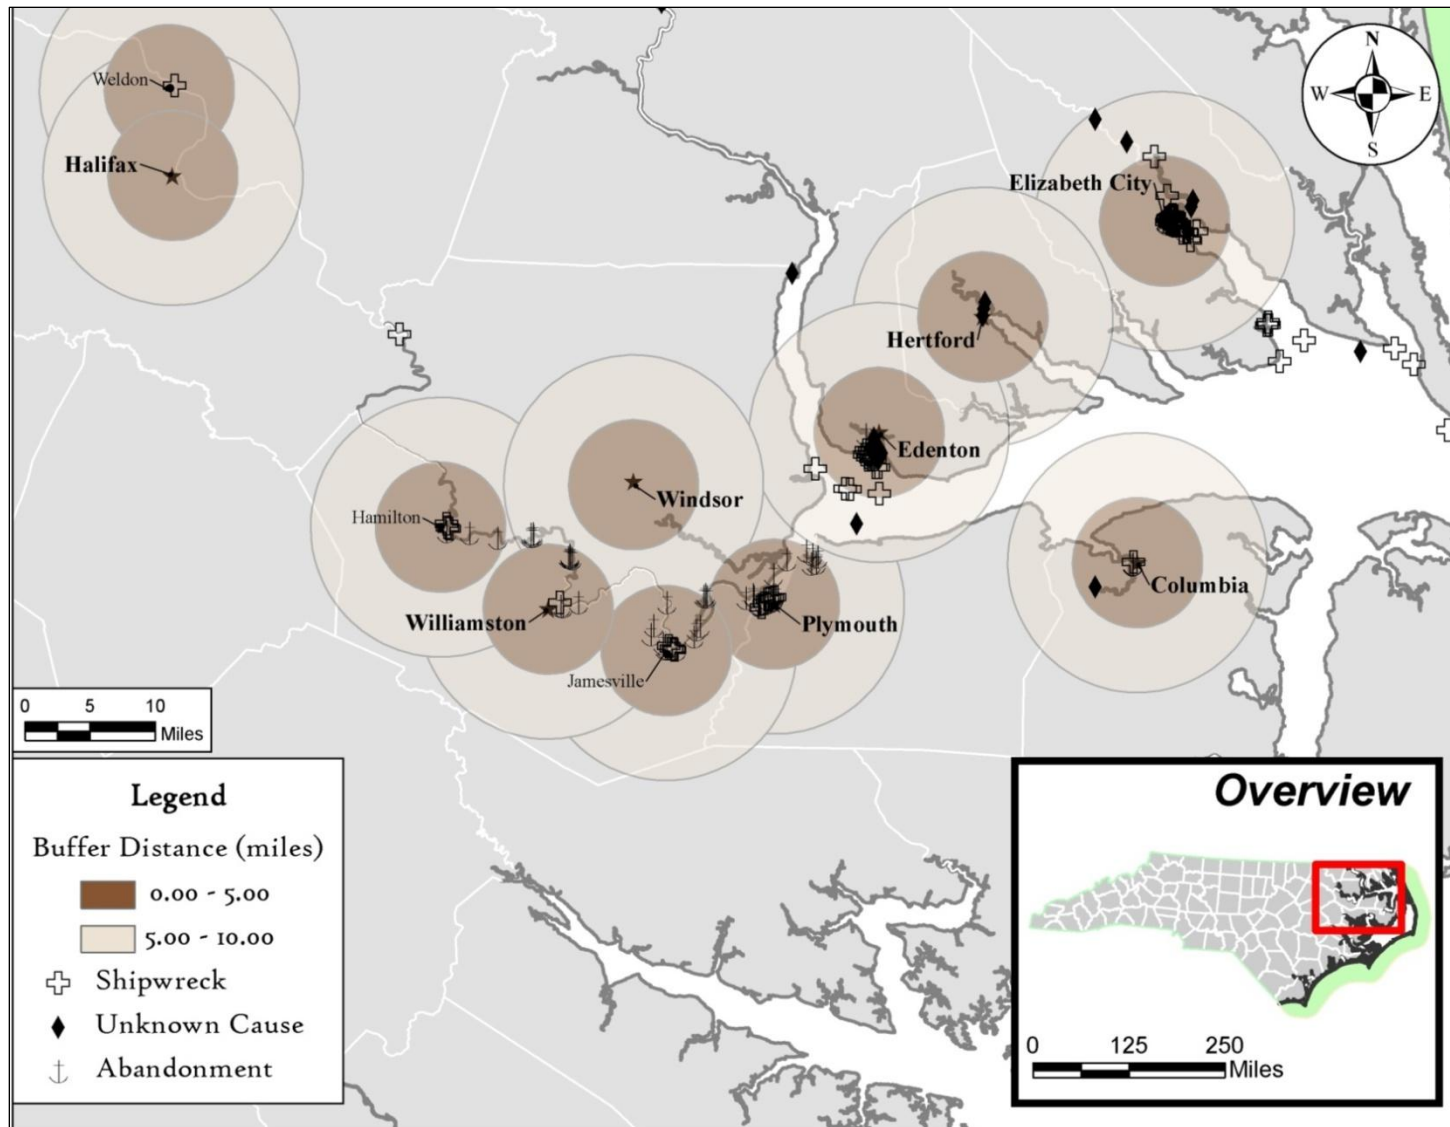 N
W E
S
Weldon
Halifax
Elizabeth City
Hertford
Edenton
Windsor
Hamilton
Columbia
Williamston
Plymouth
Jamesville
0 5 10
Miles
Legend
Buffer Distance (miles)
0.00 - 5.00
5.00 - 10.00
Shipwreck
Unknown Cause
Abandonment
Overview
0 125 250
Miles